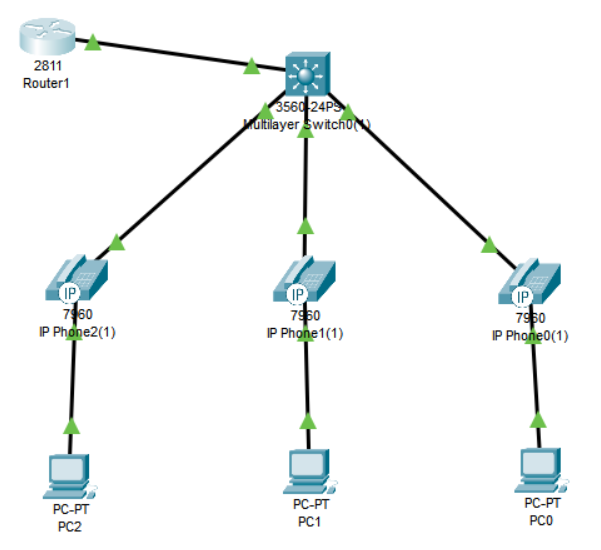 2811
Router1
3560-24PS
Multilayer Switch0(1)
IP
7960
IP Phone2(1)
IP
7960
IP Phone1(1)
IP
7960
IP Phone0(1)
PC-PT
PC2
PC-PT
PC1
PC-PT
PC0